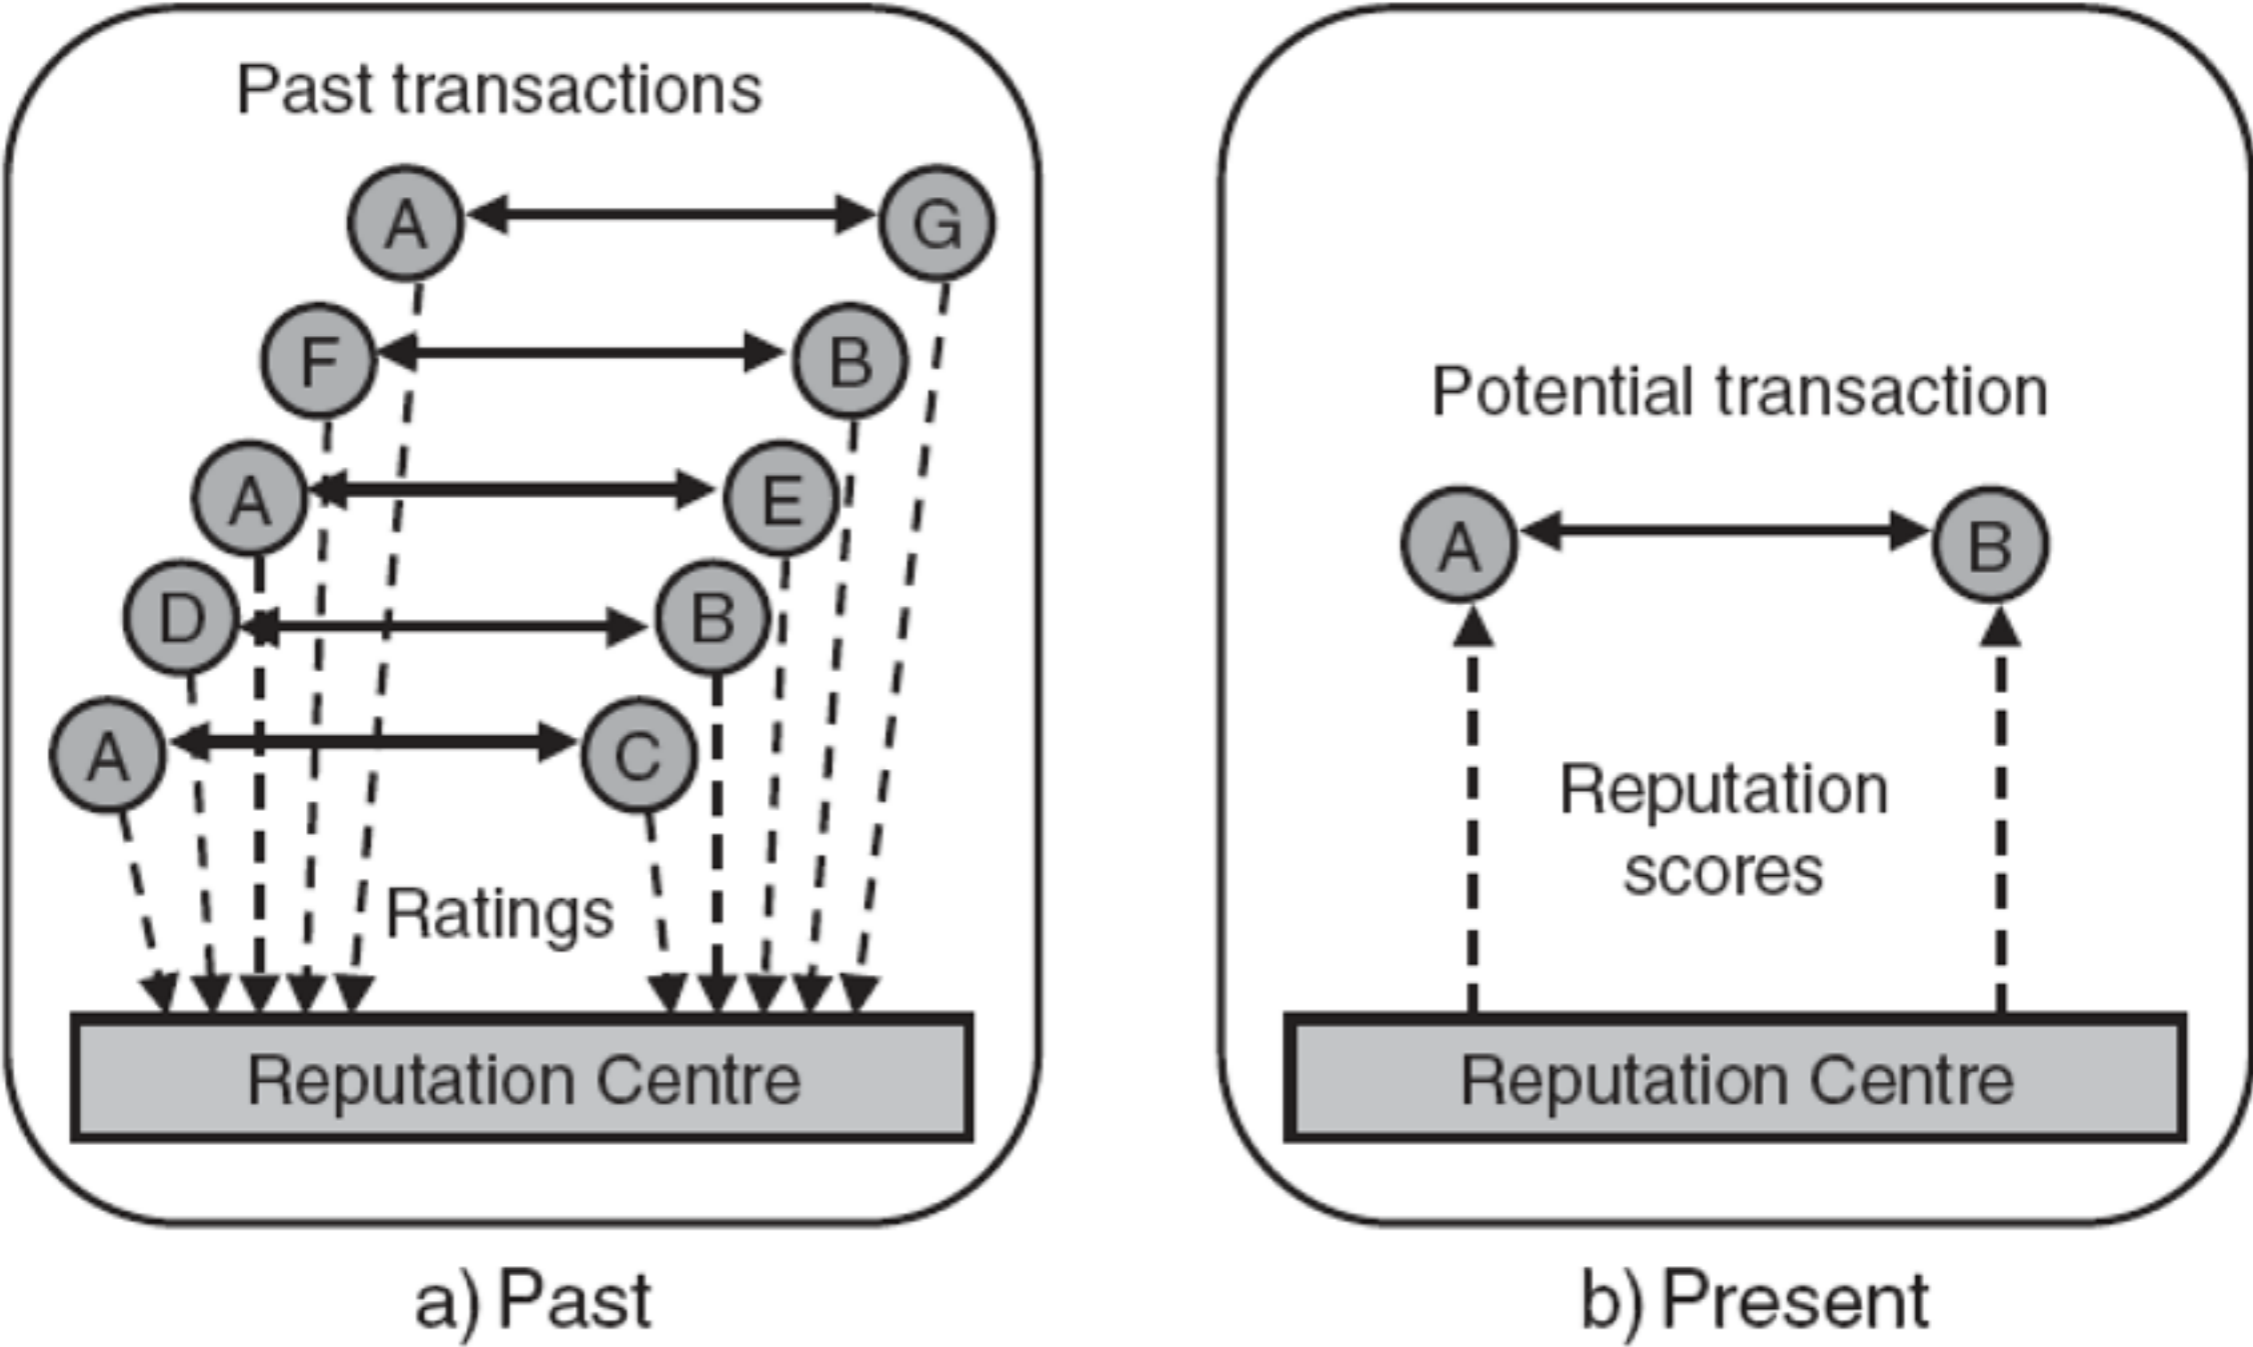 Past transactions
A G
F B
A E
D B
A C
Ratings
Reputation Centre
a) Past
Potential transaction
A B
Reputation
scores
Reputation Centre
b) Present